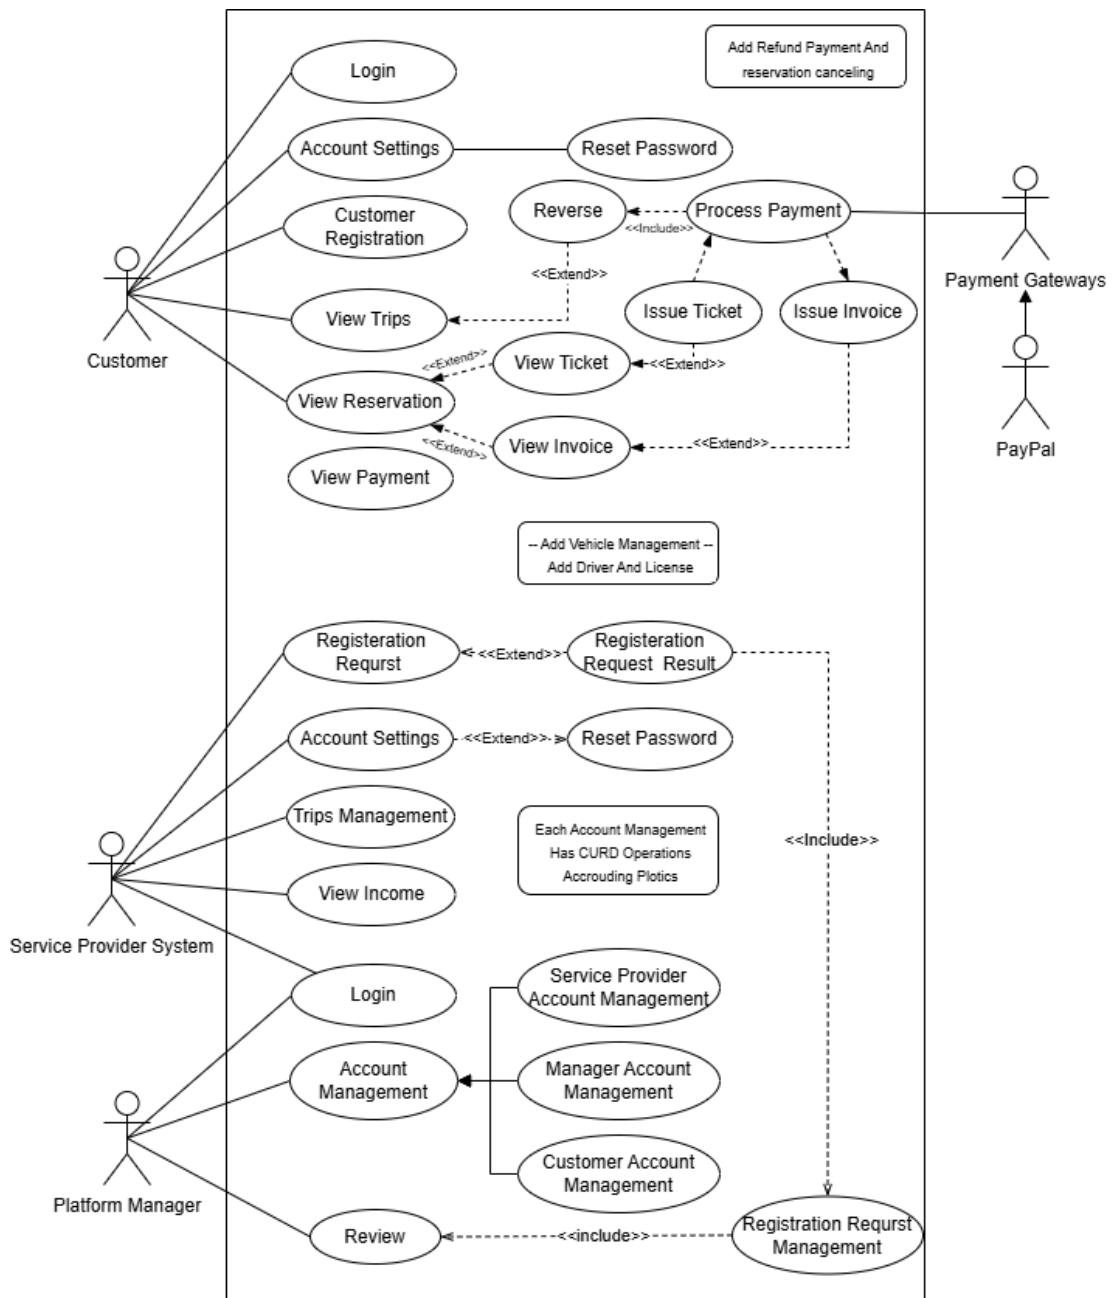 Add Refund Payment And
reservation canceling
Login
Account Settings
Reset Password
Customer
Registration
Reverse
<<Include>>
Process Payment
<<Extend>>
Payment Gateways
View Trips
Issue Ticket
Issue Invoice
Customer
<<Extend>>
View Ticket
<<Extend>>
View Reservation
<<Extend>>
View Invoice
<<Extend>>
PayPal
View Payment
-- Add Vehicle Management --
Add Driver And License
Registeration
Requrst
<<Extend>>
Registeration
Request Result
Account Settings
<<Extend>>
Reset Password
Trips Management
Each Account Management
Has CURD Operations
Accrouding Plotics
<<Include>>
View Income
Service Provider System
Login
Service Provider
Account Management
Account
Management
Manager Account
Management
Customer Account
Management
Platform Manager
Review
<<include>>
Registration Requrst
Management